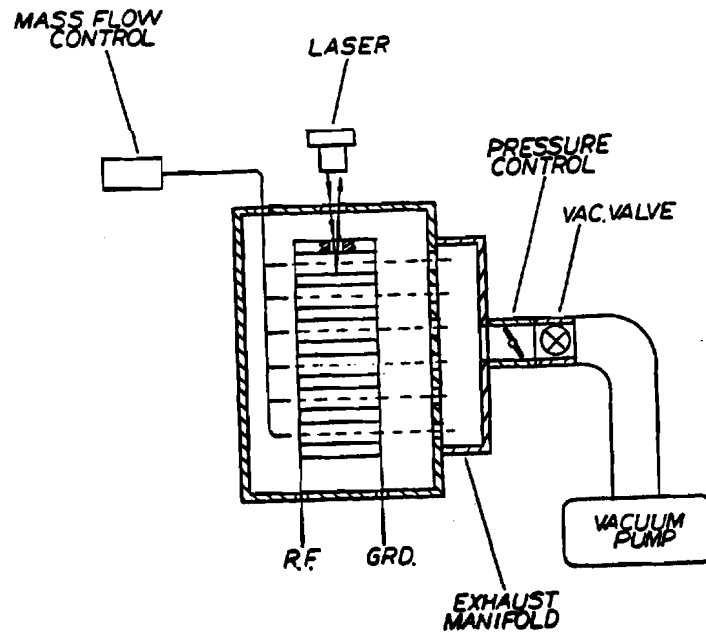 MASS FLOW
CONTROL
LASER
PRESSURE
CONTROL
VAC. VALVE
R.F.
GRD.
VACUUM
PUMP
EXHAUST
MANIFOLD